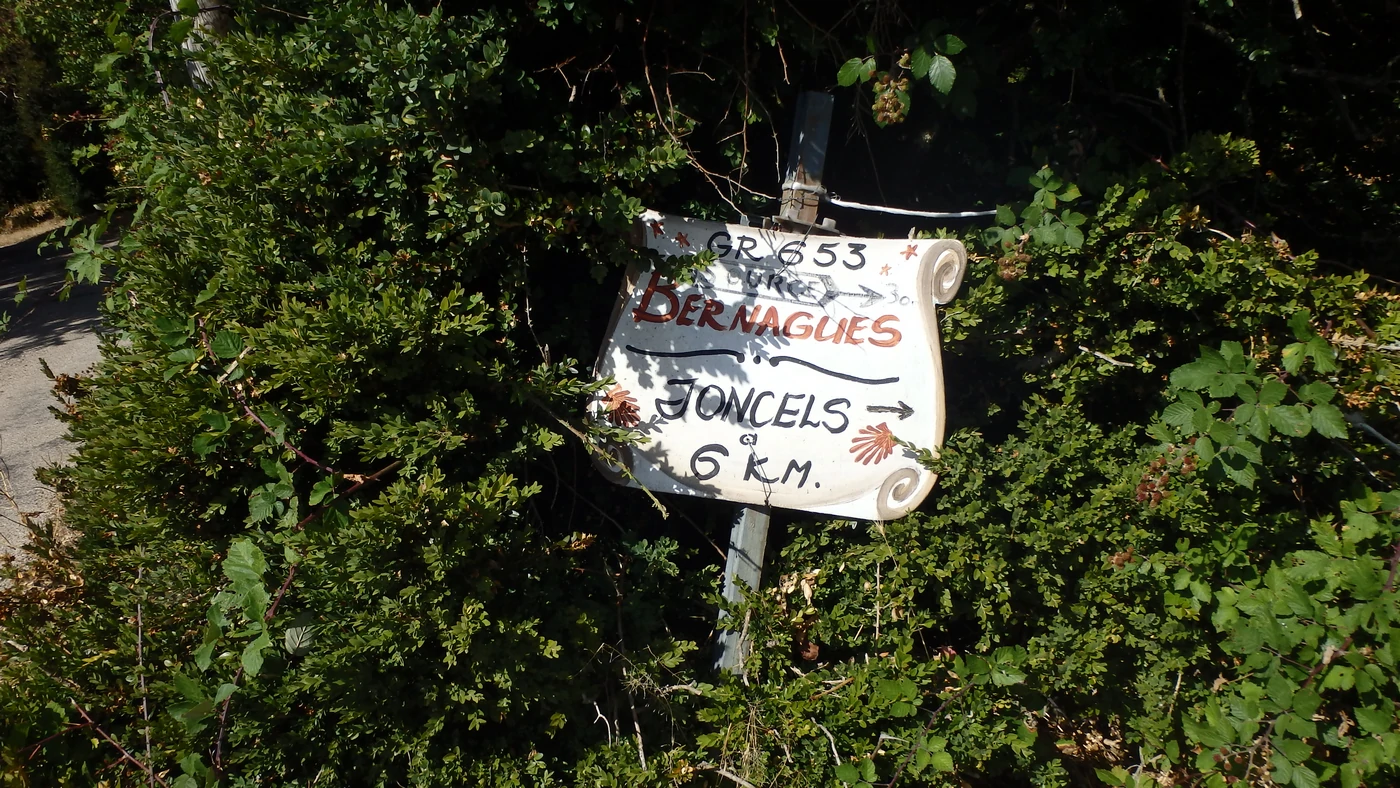 GR 653
BERNAGUES
JONCELS
6 KM.